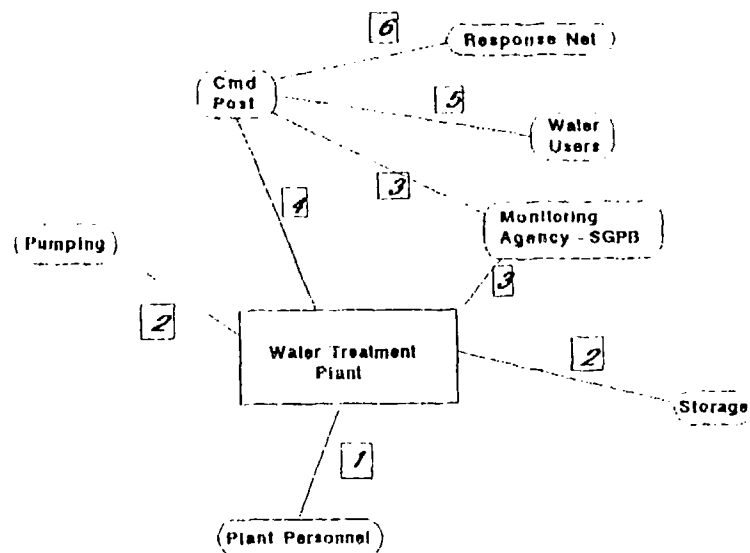 6
Response Net
Cmd
Post
5
Water
Users
3
4
Monitoring
Agency - SGPB
(Pumping)
3
2
Water Treatment
Plant
2
Storage
1
Plant Personnel